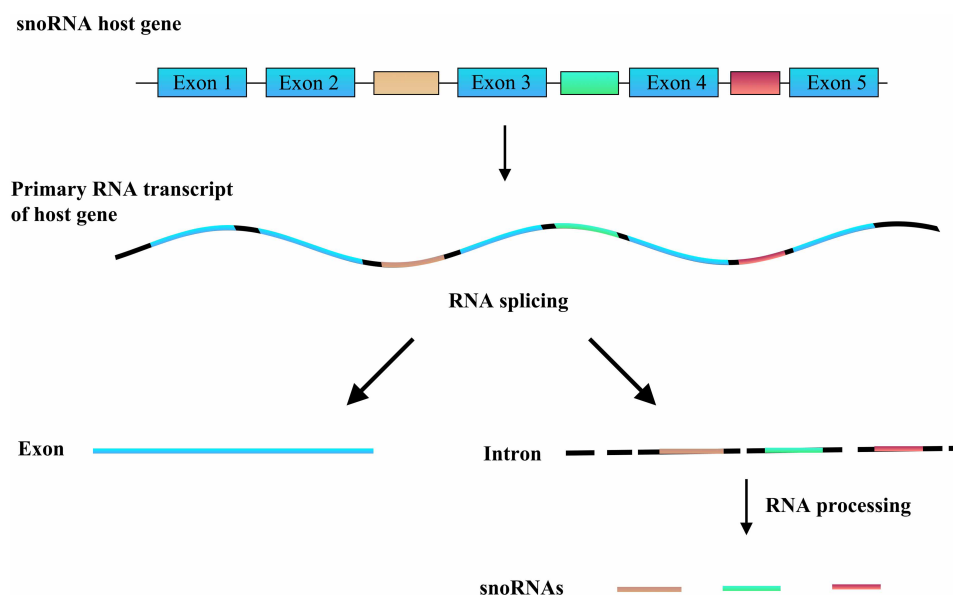 snoRNA host gene
Exon 1 Exon 2 Exon 3 Exon 4 Exon 5
Primary RNA transcript
of host gene
RNA splicing
Exon
Intron
RNA processing
snoRNAs